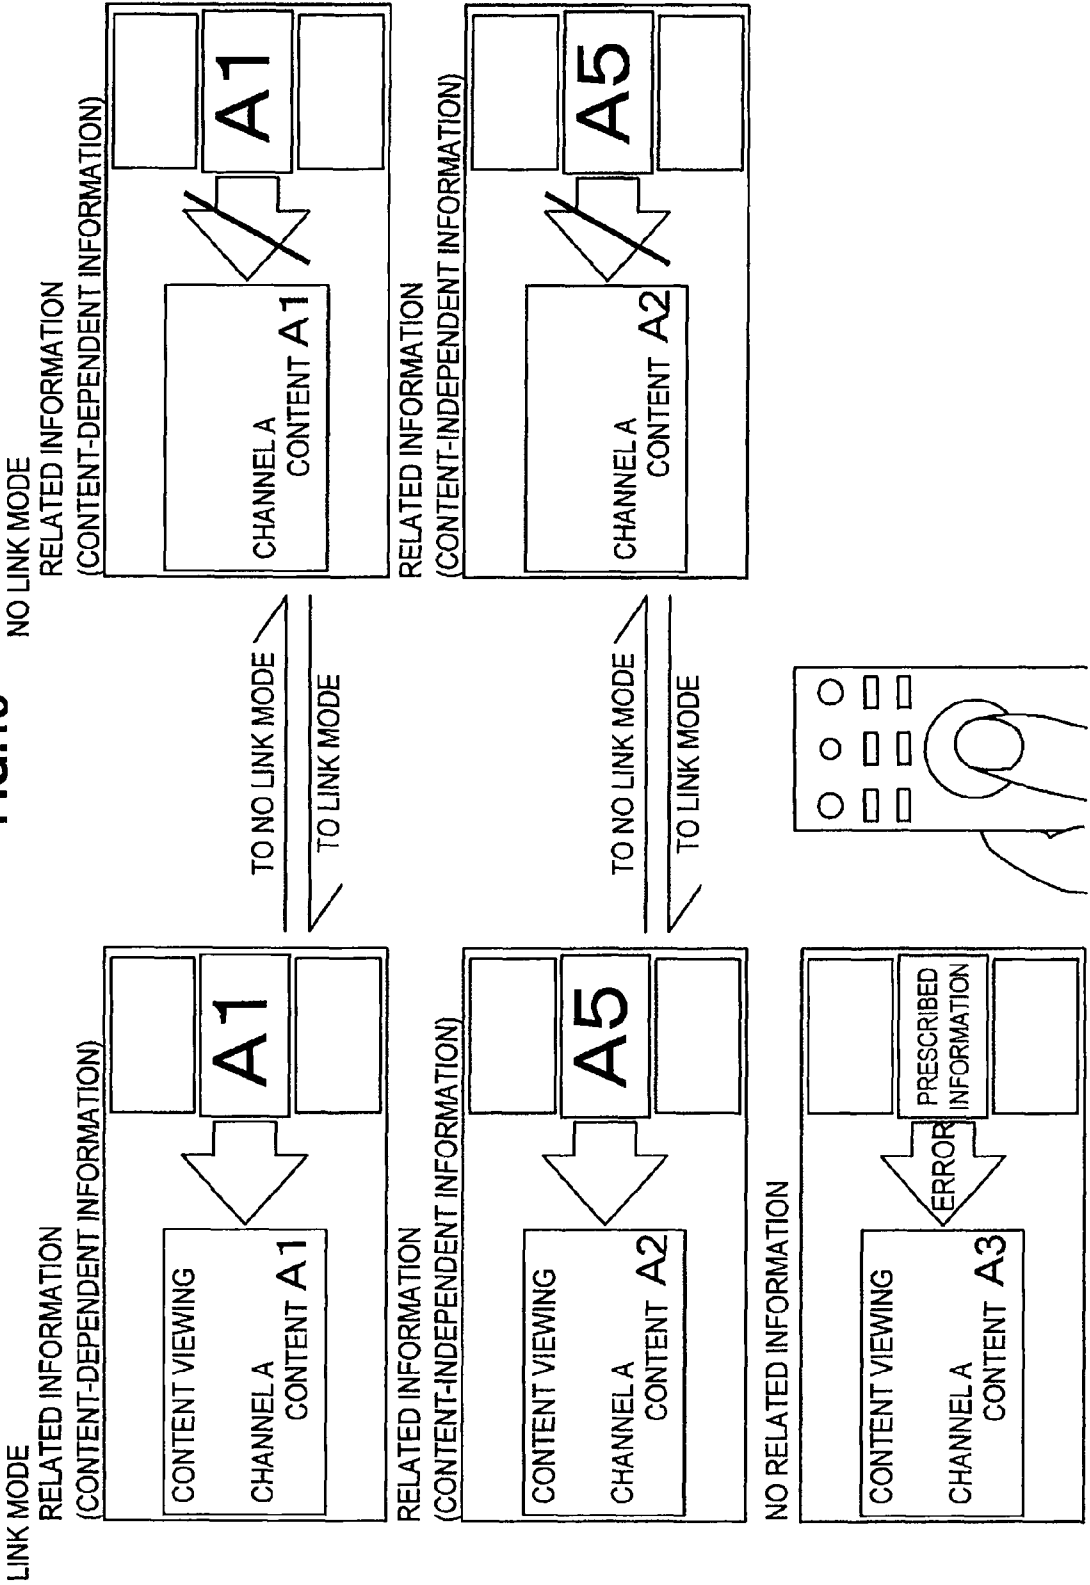 LINK MODE
RELATED INFORMATION
(CONTENT-DEPENDENT INFORMATION)
CONTENT VIEWING
CHANNEL A
CONTENT A1
A1
TO NO LINK MODE
TO LINK MODE
NO LINK MODE
RELATED INFORMATION
(CONTENT-DEPENDENT INFORMATION)
CHANNEL A
CONTENT A1
A1
RELATED INFORMATION
(CONTENT-INDEPENDENT INFORMATION)
CONTENT VIEWING
CHANNEL A
CONTENT A2
A5
TO NO LINK MODE
TO LINK MODE
RELATED INFORMATION
(CONTENT-INDEPENDENT INFORMATION)
CHANNEL A
CONTENT A2
A5
NO RELATED INFORMATION
CONTENT VIEWING
CHANNEL A
CONTENT A3
ERROR
PRESCRIBED
INFORMATION